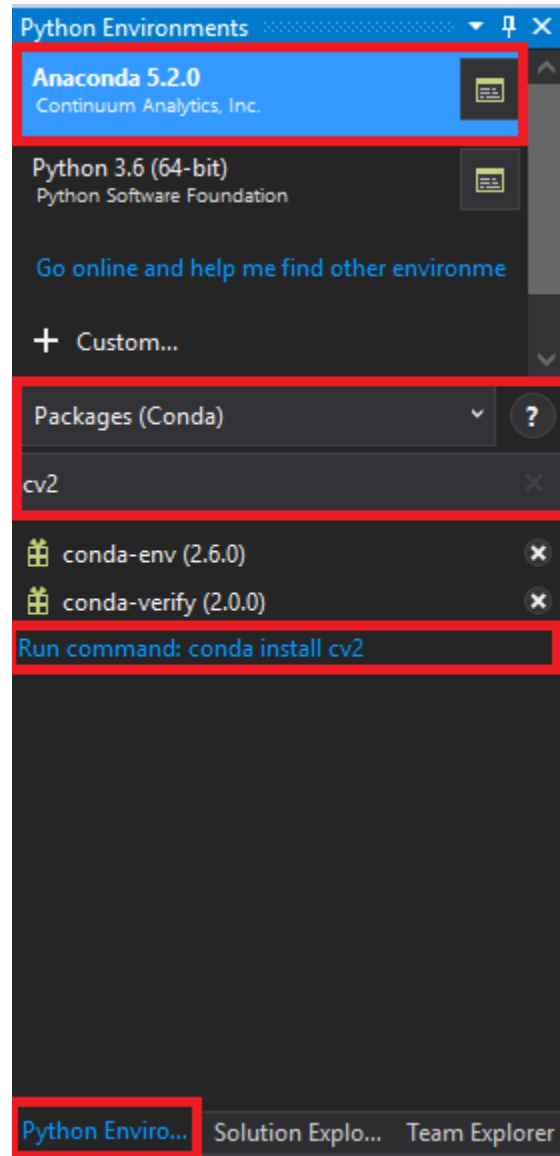 Python Environments
Anaconda 5.2.0
Continuum Analytics, Inc.
Python 3.6 (64-bit)
Python Software Foundation
Go online and help me find other environme
+ Custom...
Packages (Conda)
?
cv2
conda-env (2.6.0)
conda-verify (2.0.0)
Run command: conda install cv2
Python Enviro... Solution Explo... Team Explorer